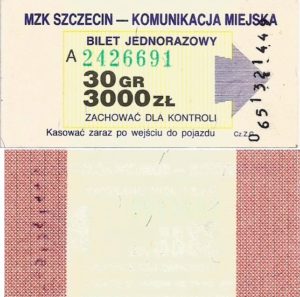 MZK SZCZECIN — KOMUNIKACJA MIEJSKA
BILET JEDNORAZOWY
A 2426691
30 GR
3000 ZŁ
ZACHOWAĆ DLA KONTROLI
Kasować zaraz po wejściu do pojazdu
Cz.Z.G.